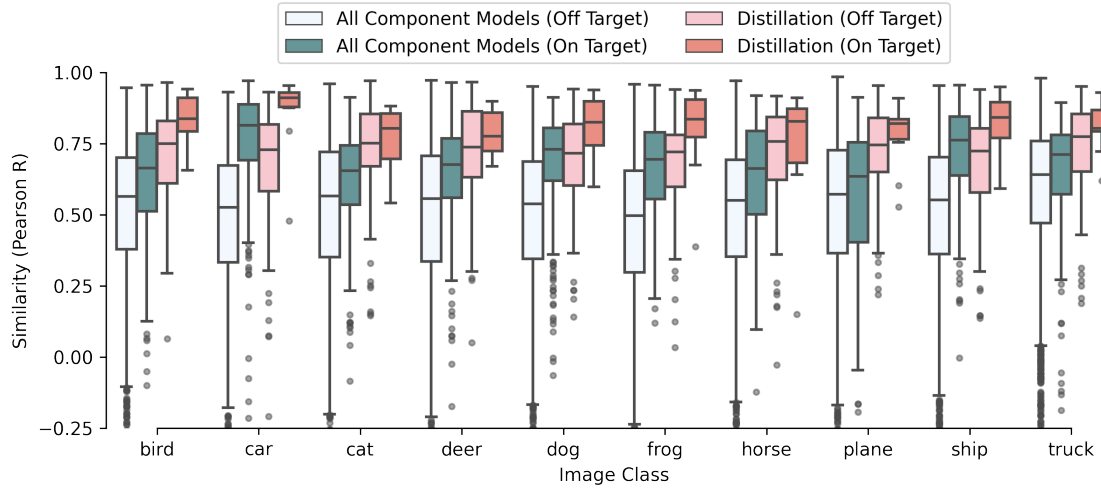 All Component Models (Off Target) Distillation (Off Target)
All Component Models (On Target) Distillation (On Target)
1.00
0.75
0.50
0.25
0.00
−0.25
Similarity (Pearson R)
bird car cat deer dog frog horse plane ship truck
Image Class